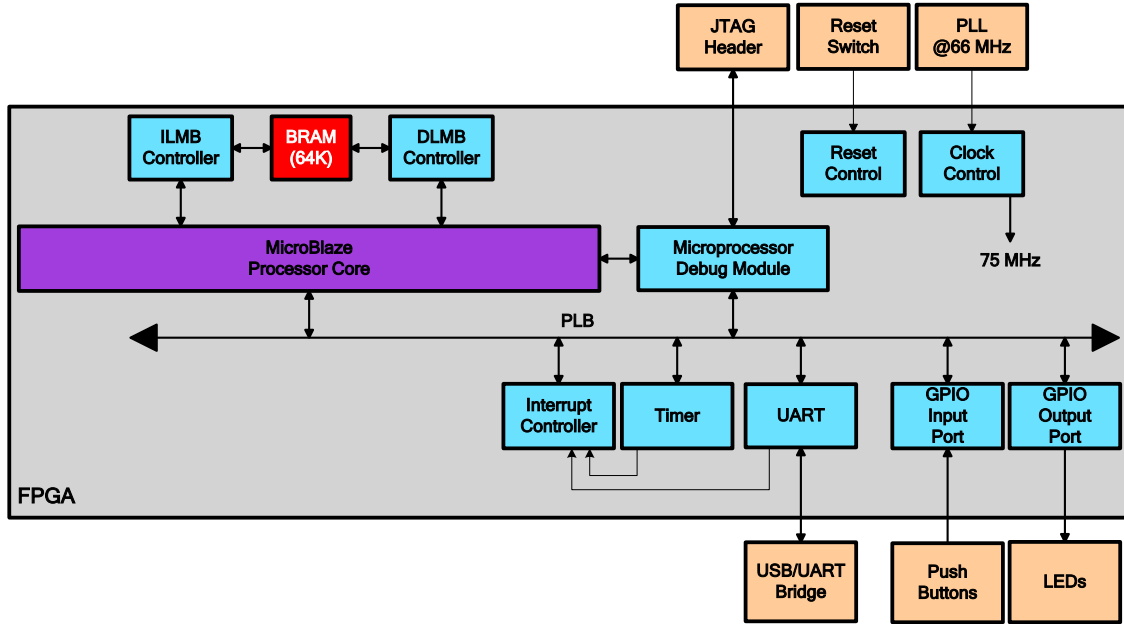 JTAG
Header
Reset
Switch
PLL
@66 MHz
ILMB
Controller
BRAM
(64K)
DLMB
Controller
Reset
Control
Clock
Control
MicroBlaze
Processor Core
Microprocessor
Debug Module
75 MHz
PLB
Interrupt
Controller
Timer
UART
GPIO
Input
Port
GPIO
Output
Port
FPGA
USB/UART
Bridge
Push
Buttons
LEDs